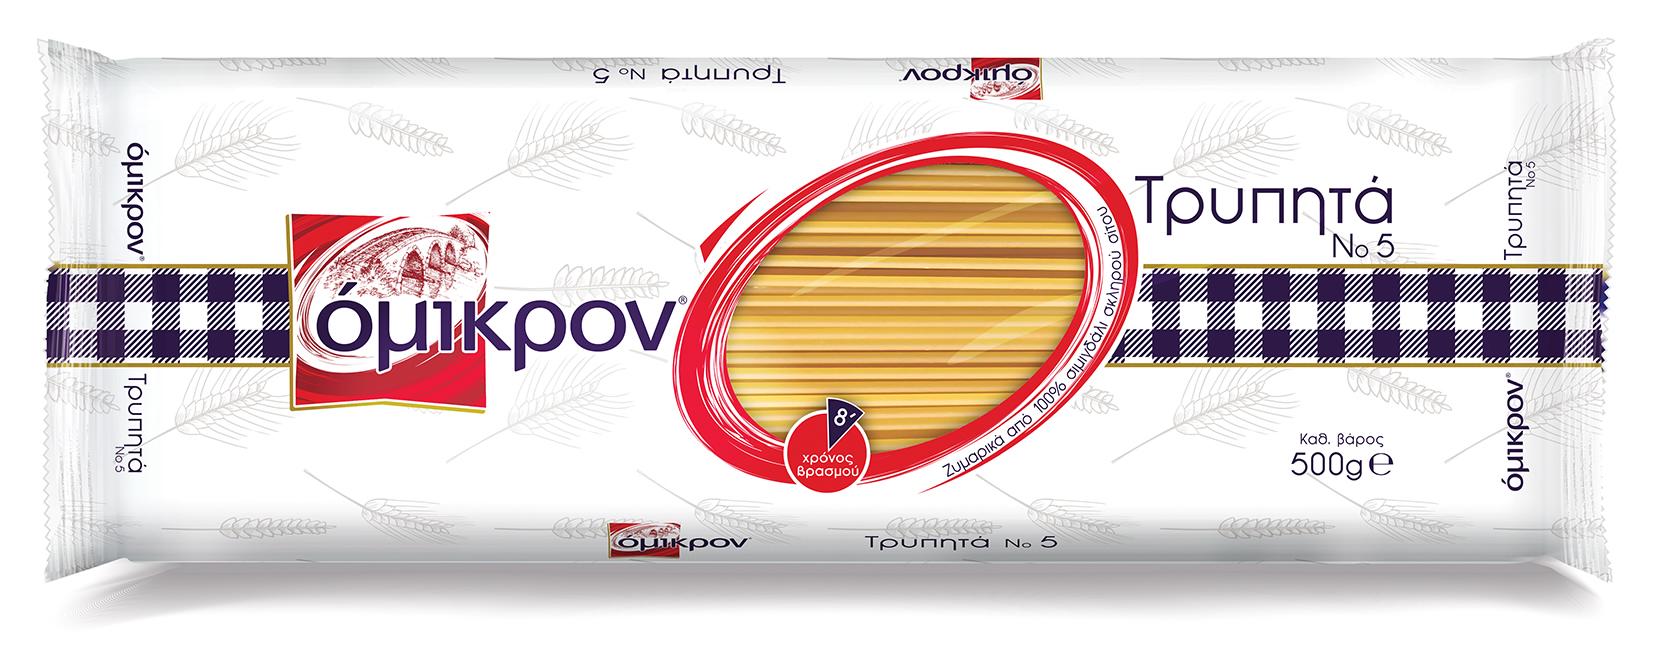 Τρυπητά Νο 5
όμικρον
όμικρον®
Τρυπητά
Νο 5
όμικρον®
Τρυπητά
Νο 5
Τρυπητά
Νο 5
Ζυμαρικά από 100% σιμιγδάλι σκληρού σίτου
8'
χρόνος
βρασμού
Καθ. βάρος
500g ℮
όμικρον®
όμικρον
Τρυπητά Νο 5